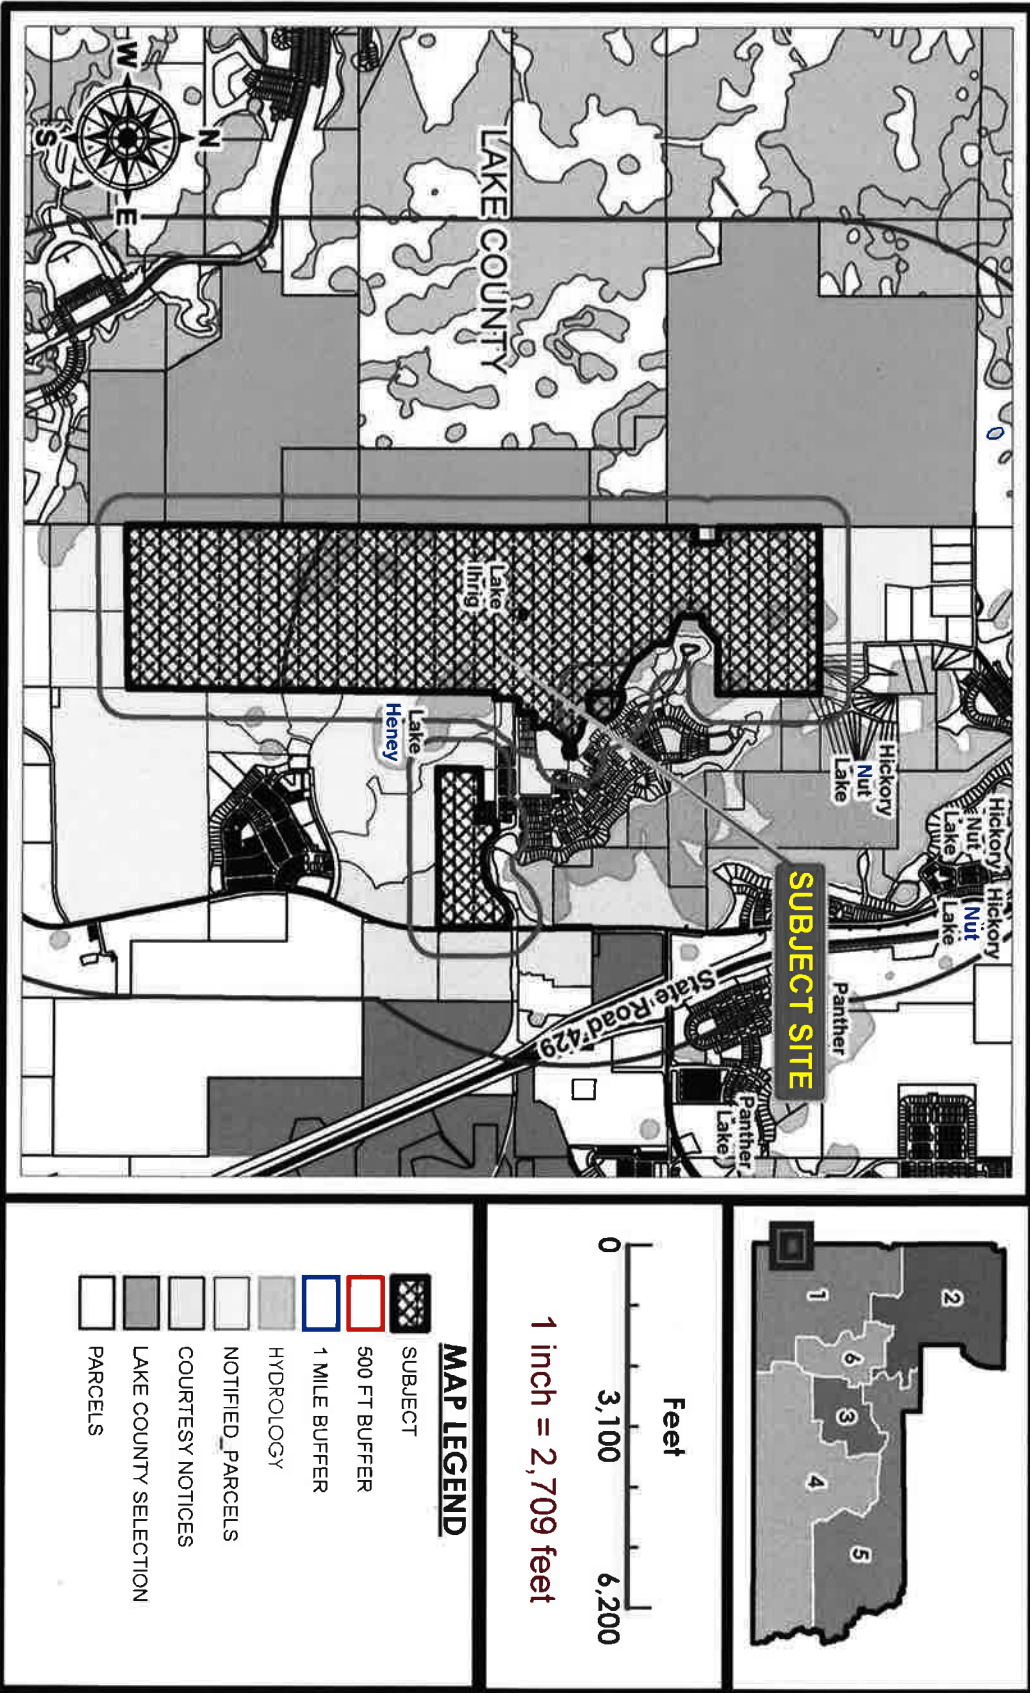 LAKE COUNTY
Hickory
Nut
Lake
Hickory
Nut
Lake
Hickory
Nut
Lake
Panther
SUBJECT SITE
Panther
Lake
State Road 429
Lake
Ihrig
Lake
Heney
N
W
E
S
2
1
6
3
4
5
Feet
0
3,100
6,200
1 inch = 2,709 feet
MAP LEGEND
SUBJECT
500 FT BUFFER
1 MILE BUFFER
HYDROLOGY
NOTIFIED_PARCELS
COURTESY NOTICES
LAKE COUNTY SELECTION
PARCELS